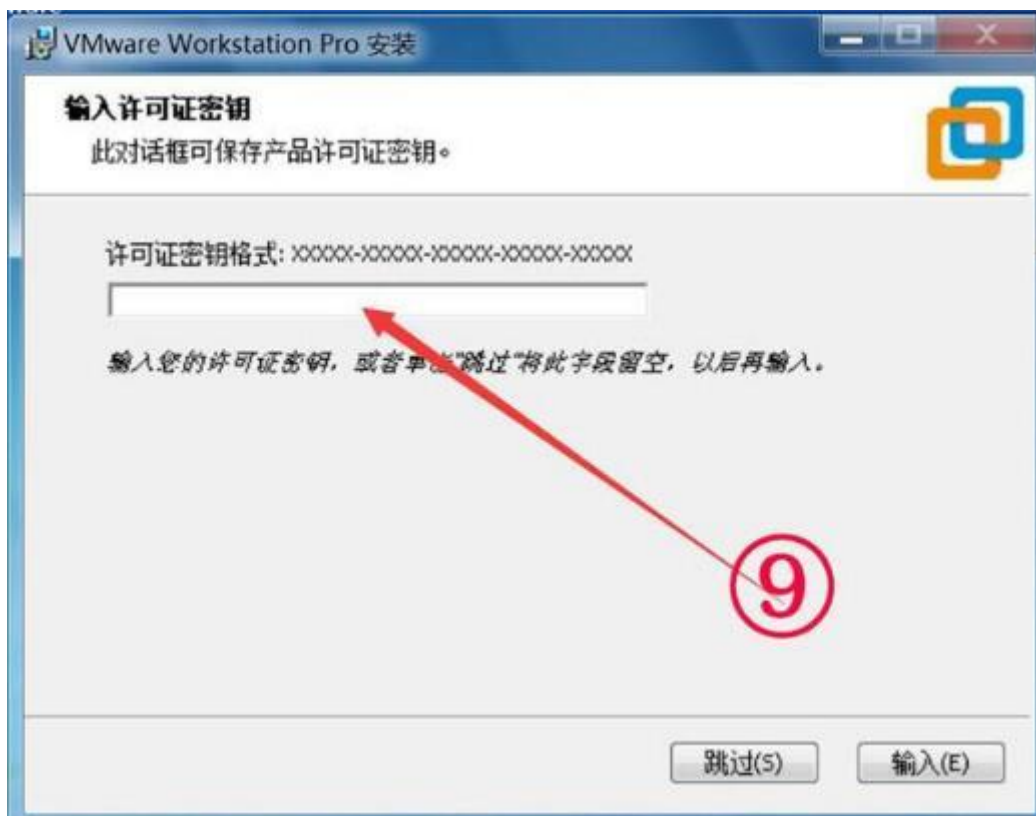 VMware Workstation Pro 安装
输入许可证密钥
此对话框可保存产品许可证密钥。
许可证密钥格式: XXXXX-XXXXX-XXXXX-XXXXX-XXXXX
输入您的许可证密钥，或者单击"跳过"将此字段留空，以后再输入。
⑨
跳过(S) 输入(E)